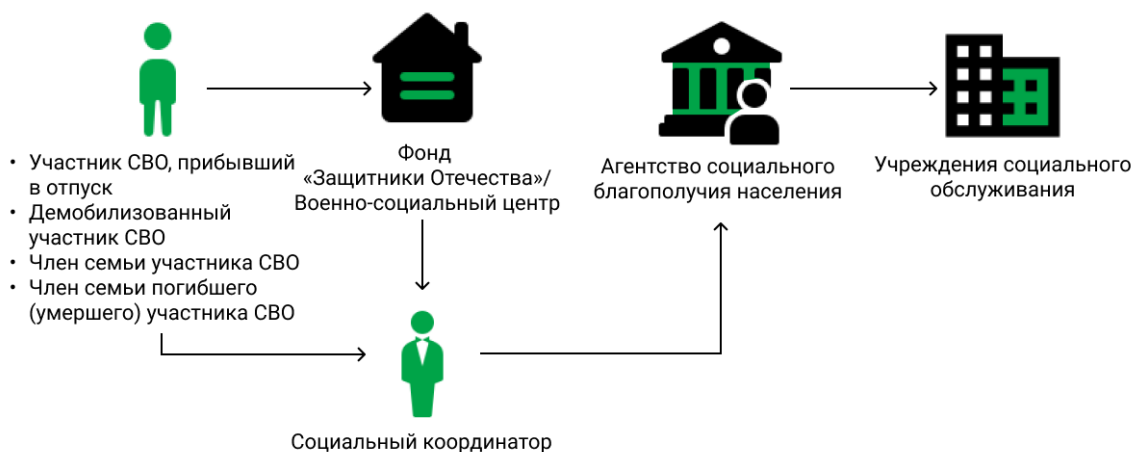 • Участник СВО, прибывший
в отпуск
• Демобилизованный
участник СВО
• Член семьи участника СВО
• Член семьи погибшего
(умершего) участника СВО
Фонд
«Защитники Отечества»/
Военно-социальный центр
Социальный координатор
Агентство социального
благополучия населения
Учреждения социального
обслуживания